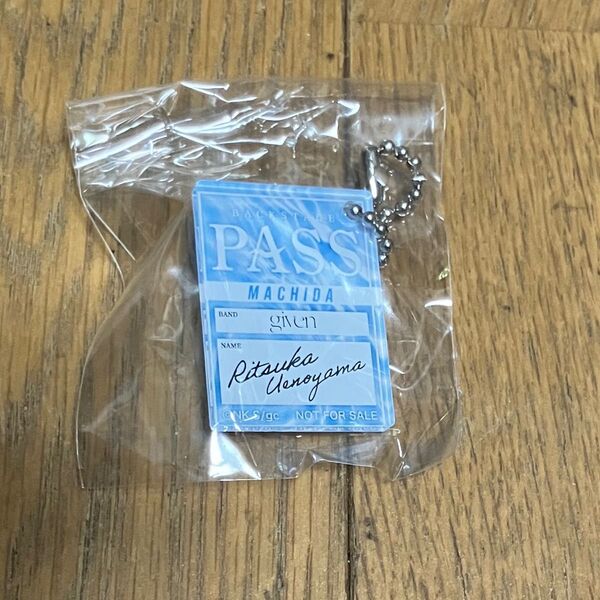 BACKSTAGE
PASS
MACHIDA
BAND
given
NAME
Ritsuka
Uenoyama
©NK,S/gc NOT FOR SALE